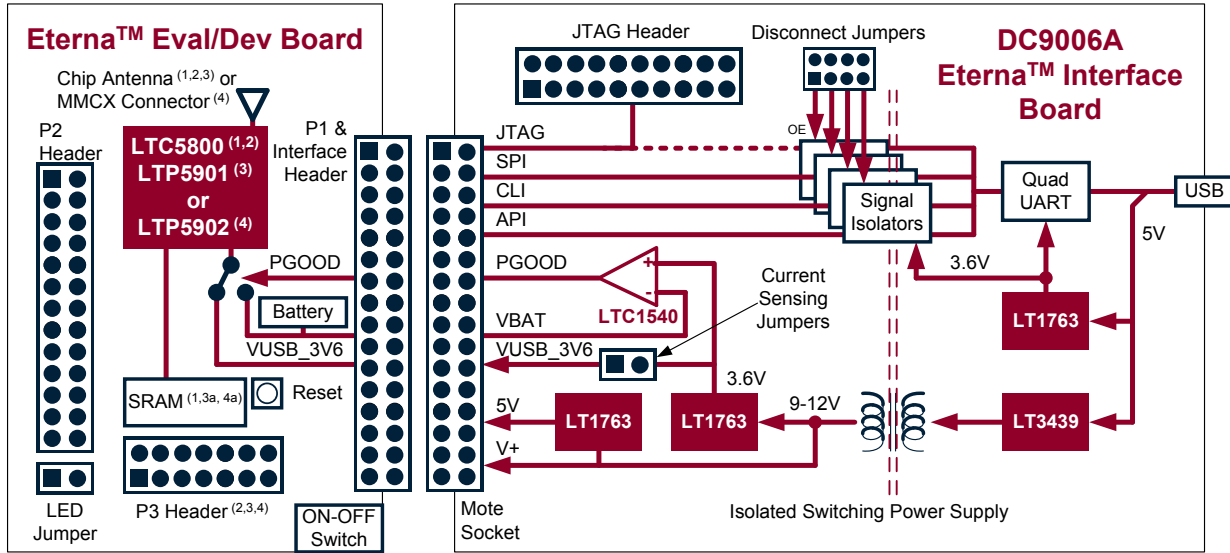 Eterna™ Eval/Dev Board
Chip Antenna (1,2,3) or
MMCX Connector (4)
P2
Header
LTC5800 (1,2)
LTP5901 (3)
or
LTP5902 (4)
P1 &
Interface
Header
PGOOD
Battery
VUSB_3V6
SRAM (1,3a, 4a)
Reset
LED
Jumper
P3 Header (2,3,4)
ON-OFF
Switch
DC9006A
Eterna™ Interface
Board
JTAG Header
Disconnect Jumpers
OE
JTAG
SPI
CLI
API
Signal
Isolators
Quad
UART
USB
5V
3.6V
PGOOD
+
-
LTC1540
Current
Sensing
Jumpers
VBAT
VUSB_3V6
LT1763
3.6V
5V
LT1763
LT1763
9-12V
LT3439
V+
Mote
Socket
Isolated Switching Power Supply